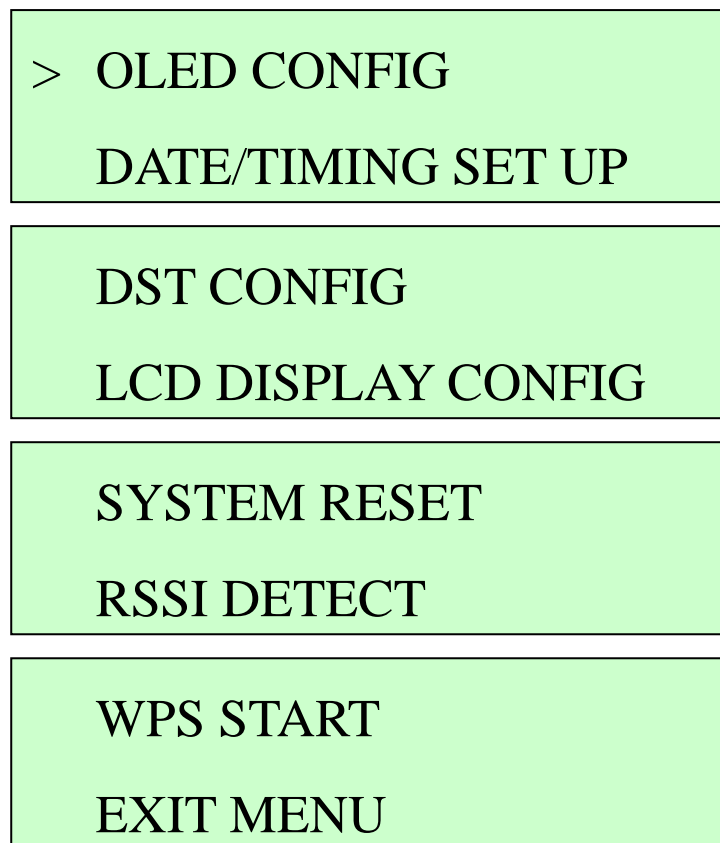 > OLED CONFIG
DATE/TIMING SET UP
DST CONFIG
LCD DISPLAY CONFIG
SYSTEM RESET
RSSI DETECT
WPS START
EXIT MENU